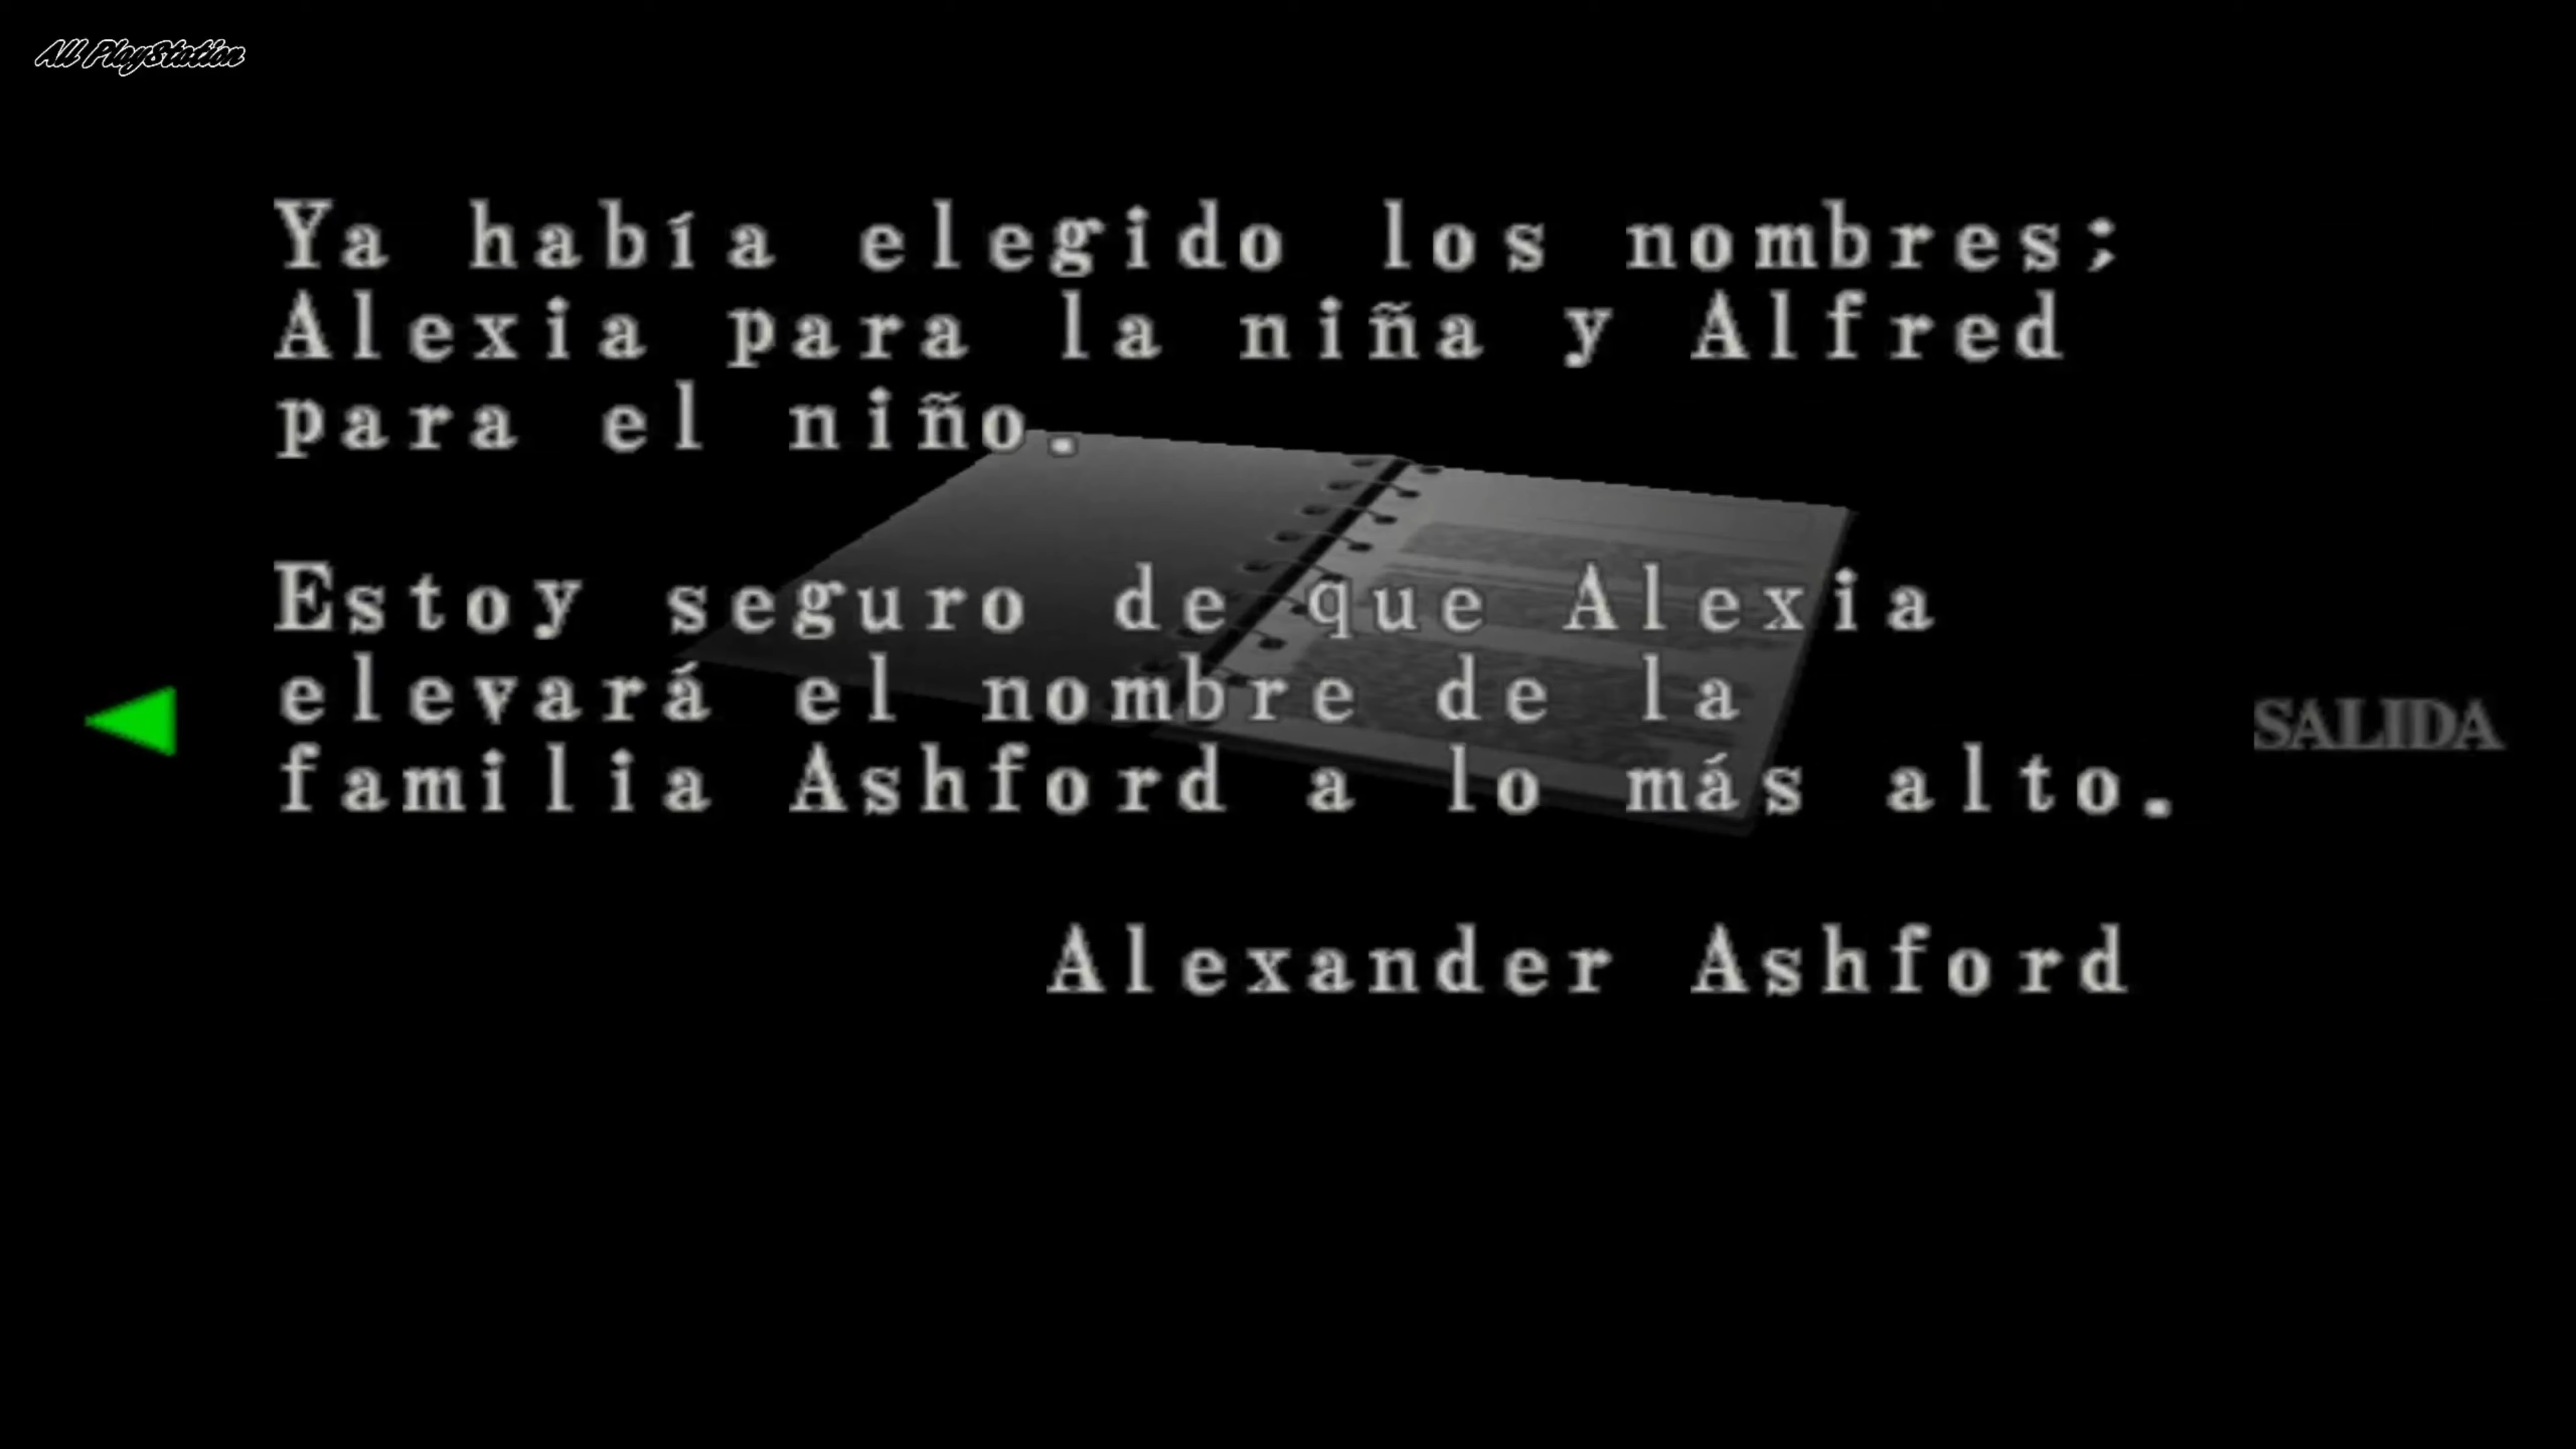 All PlayStation
Ya había elegido los nombres;
Alexia para la niña y Alfred
para el niño.
Estoy seguro de que Alexia
elevará el nombre de la
familia Ashford a lo más alto.
SALIDA
Alexander Ashford